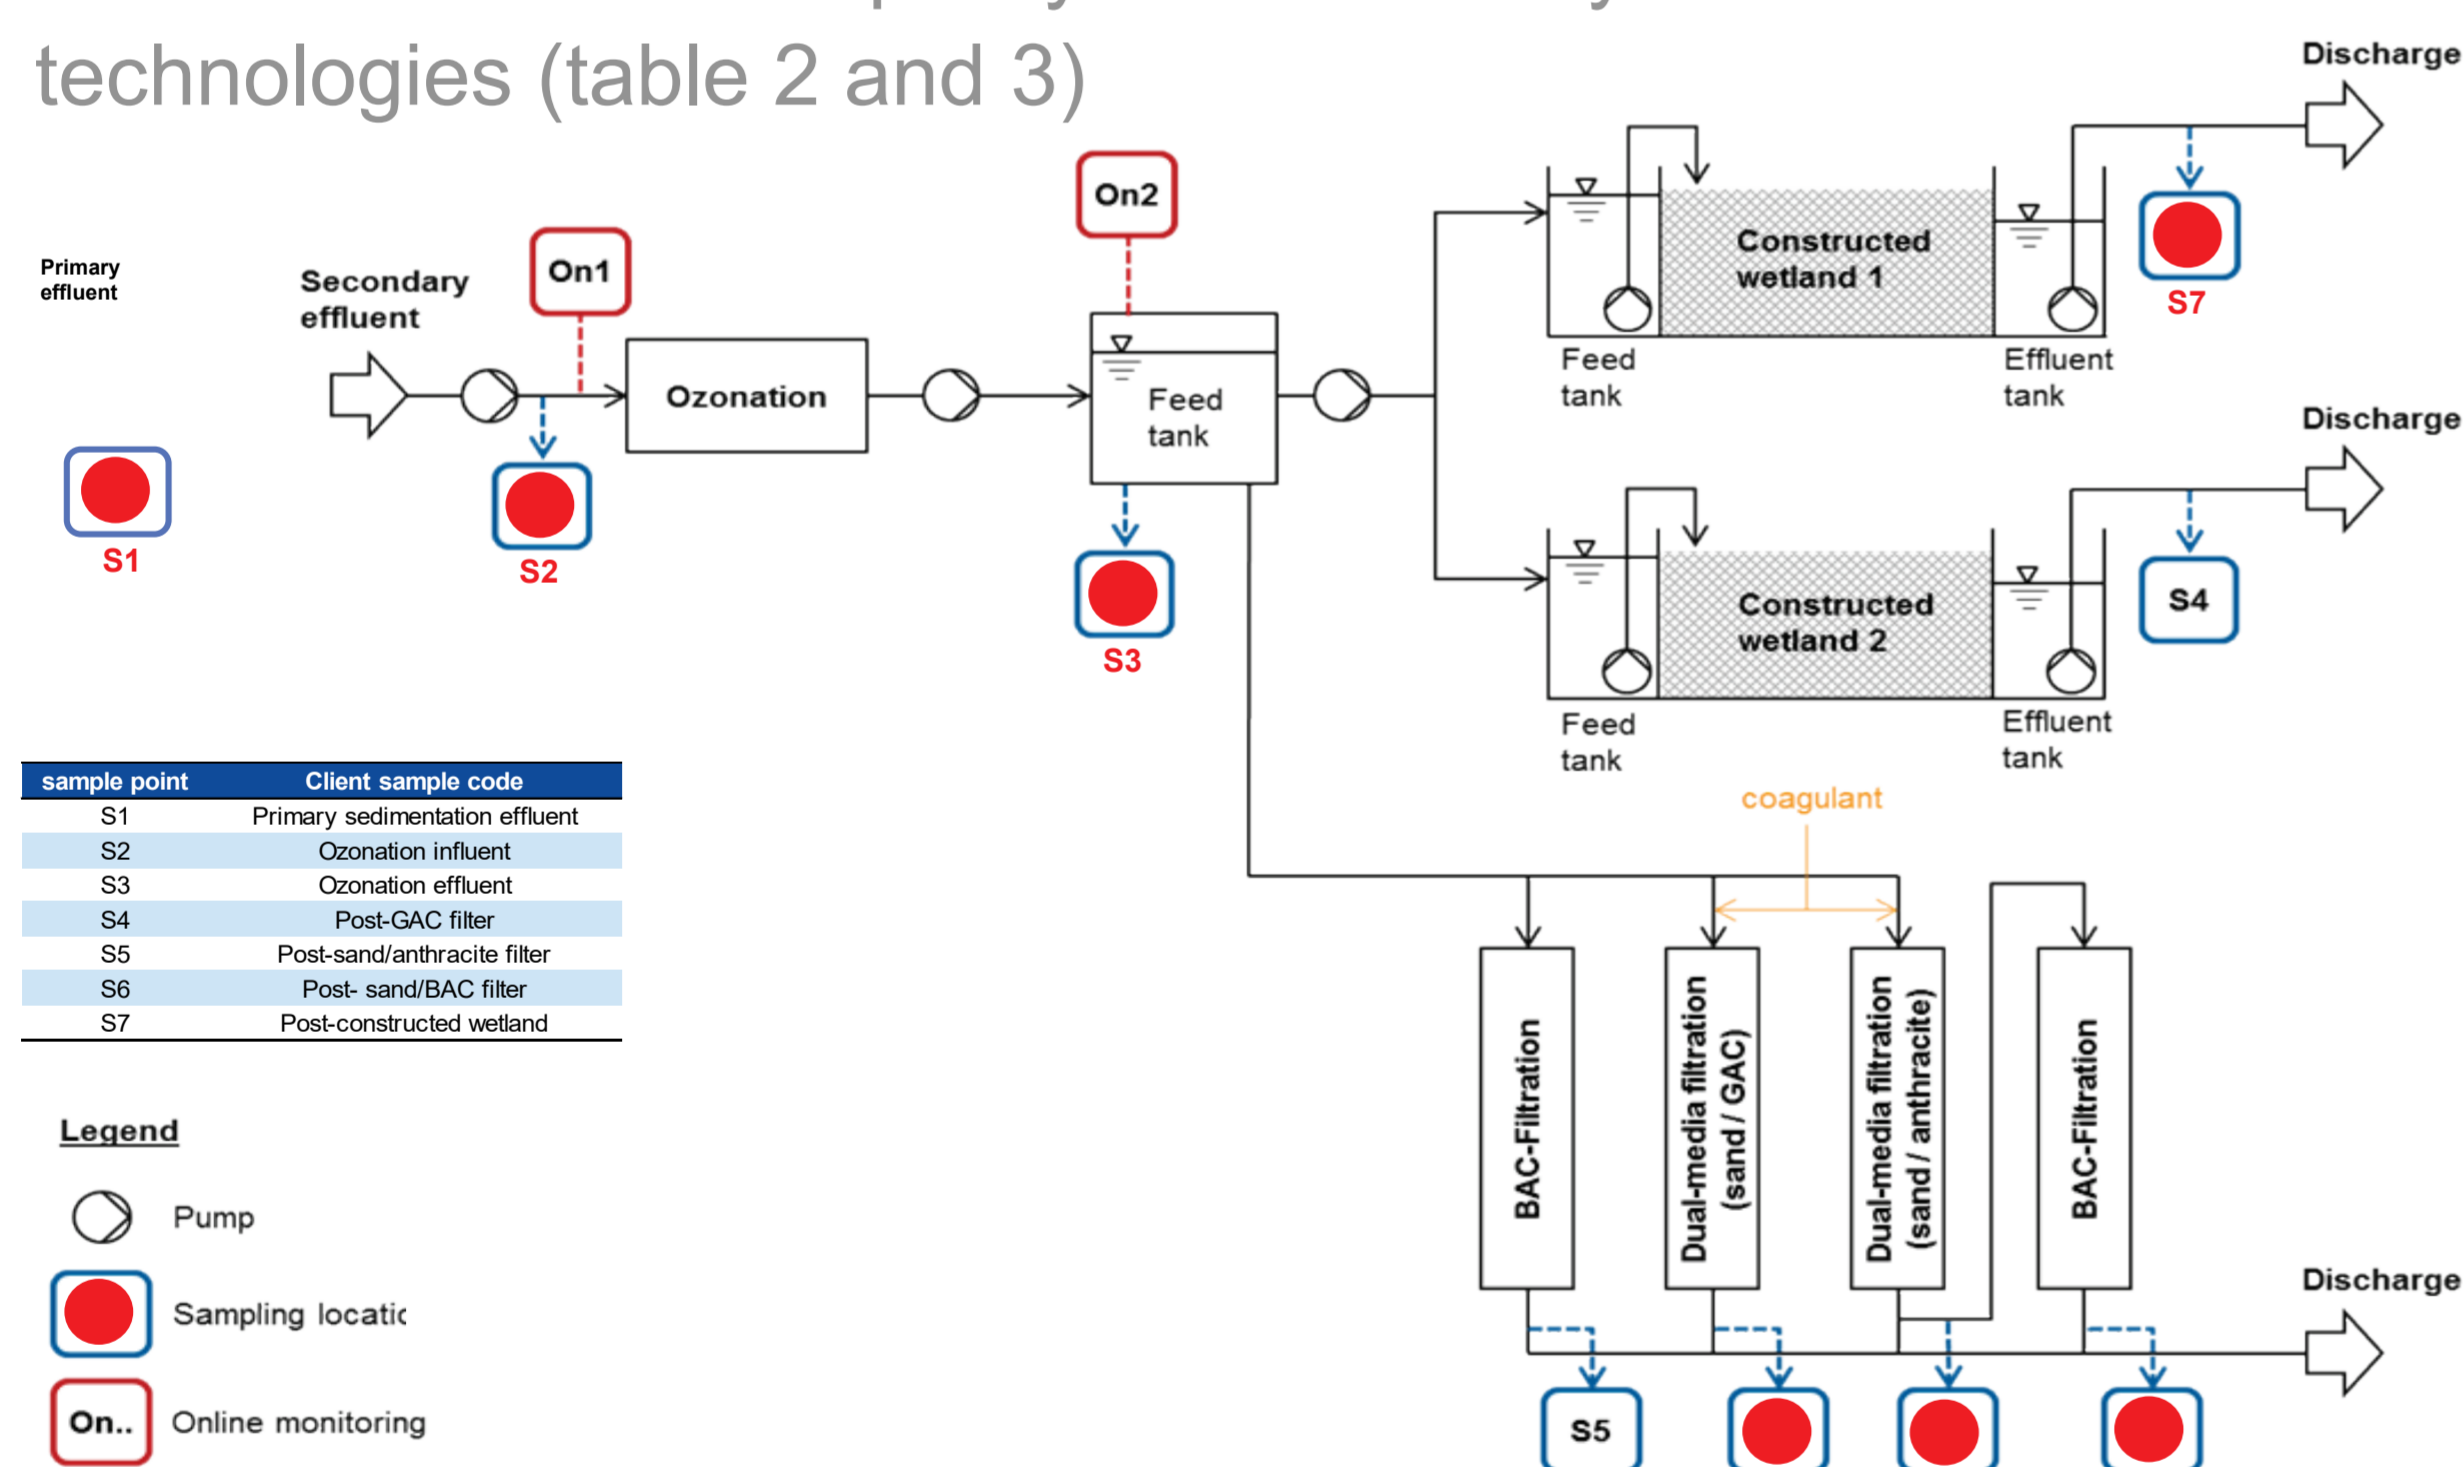 technologies (table 2 and 3)
Discharge
On2
Primary
effluent
Secondary
effluent
On1
Constructed
wetland 1
S7
Feed
tank
Effluent
tank
Ozonation
Feed
tank
Discharge
S1
S2
S3
Constructed
wetland 2
S4
Feed
tank
Effluent
tank
sample point Client sample code
S1 Primary sedimentation effluent
S2 Ozonation influent
S3 Ozonation effluent
S4 Post-GAC filter
S5 Post-sand/anthracite filter
S6 Post- sand/BAC filter
S7 Post-constructed wetland
coagulant
BAC-Filtration
Dual-media filtration
(sand / GAC)
Dual-media filtration
(sand / anthracite)
BAC-Filtration
Discharge
S5
Legend
Pump
Sampling locatic
On.. Online monitoring